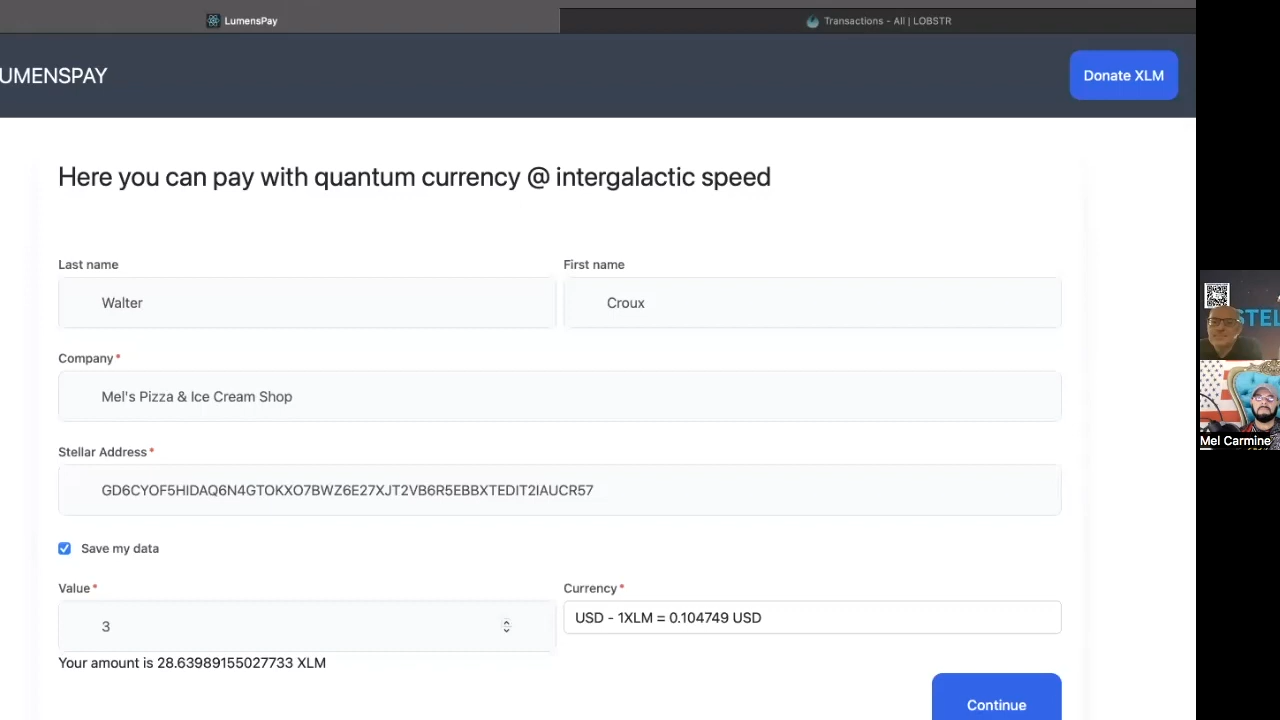 LumensPay
Transactions - All | LOBSTR
UMENSPAY
Donate XLM
Here you can pay with quantum currency @ intergalactic speed
Last name
First name
Walter
Croux
Company*
Mel's Pizza & Ice Cream Shop
Stellar Address*
GD6CYOF5HIDAQ6N4GTOKXO7BWZ6E27XJT2VB6R5EBBXTEDIT2IAUCR57
Save my data
Value*
Currency*
3
USD - 1XLM = 0.104749 USD
Your amount is 28.63989155027733 XLM
Continue
STEL
Mel Carmine